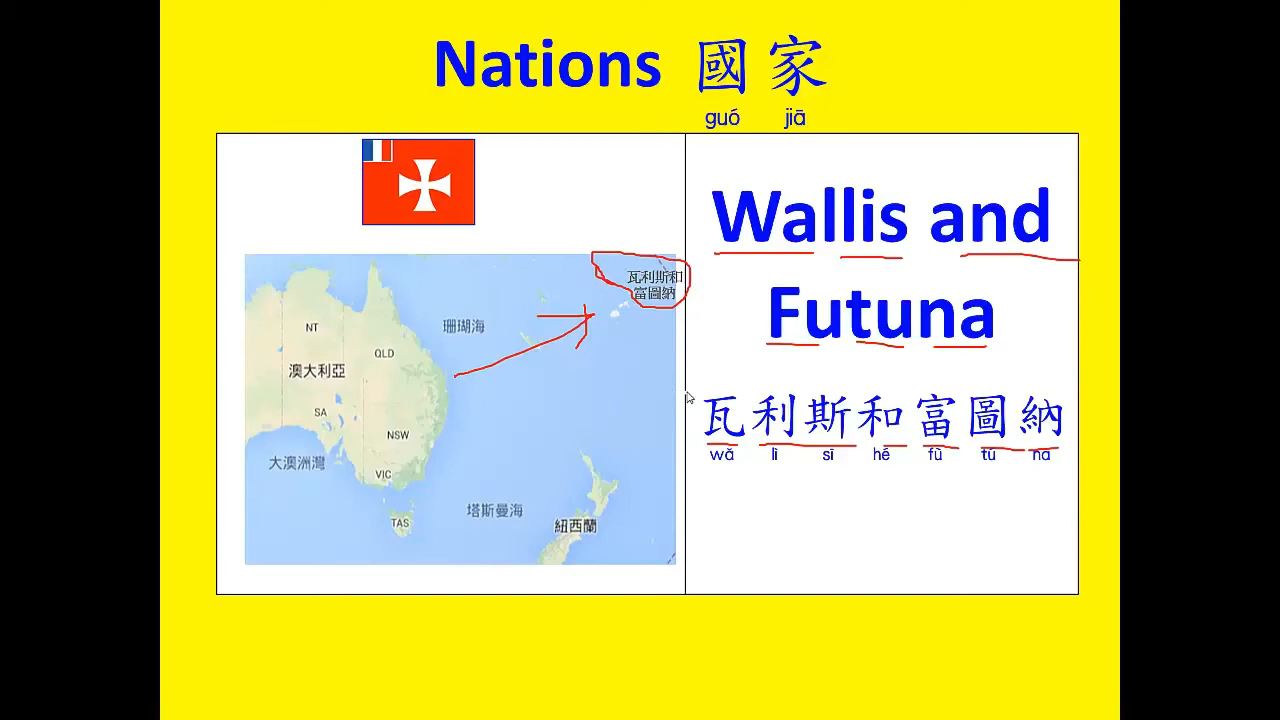 Nations 國家
guó jiā
瓦利斯和
富圖納
NT
珊瑚海
QLD
澳大利亞
SA
NSW
大澳洲灣
VIC
塔斯曼海
TAS
紐西蘭
Wallis and
Futuna
瓦利斯和富圖納
wǎ lì sī hé fù tú nà